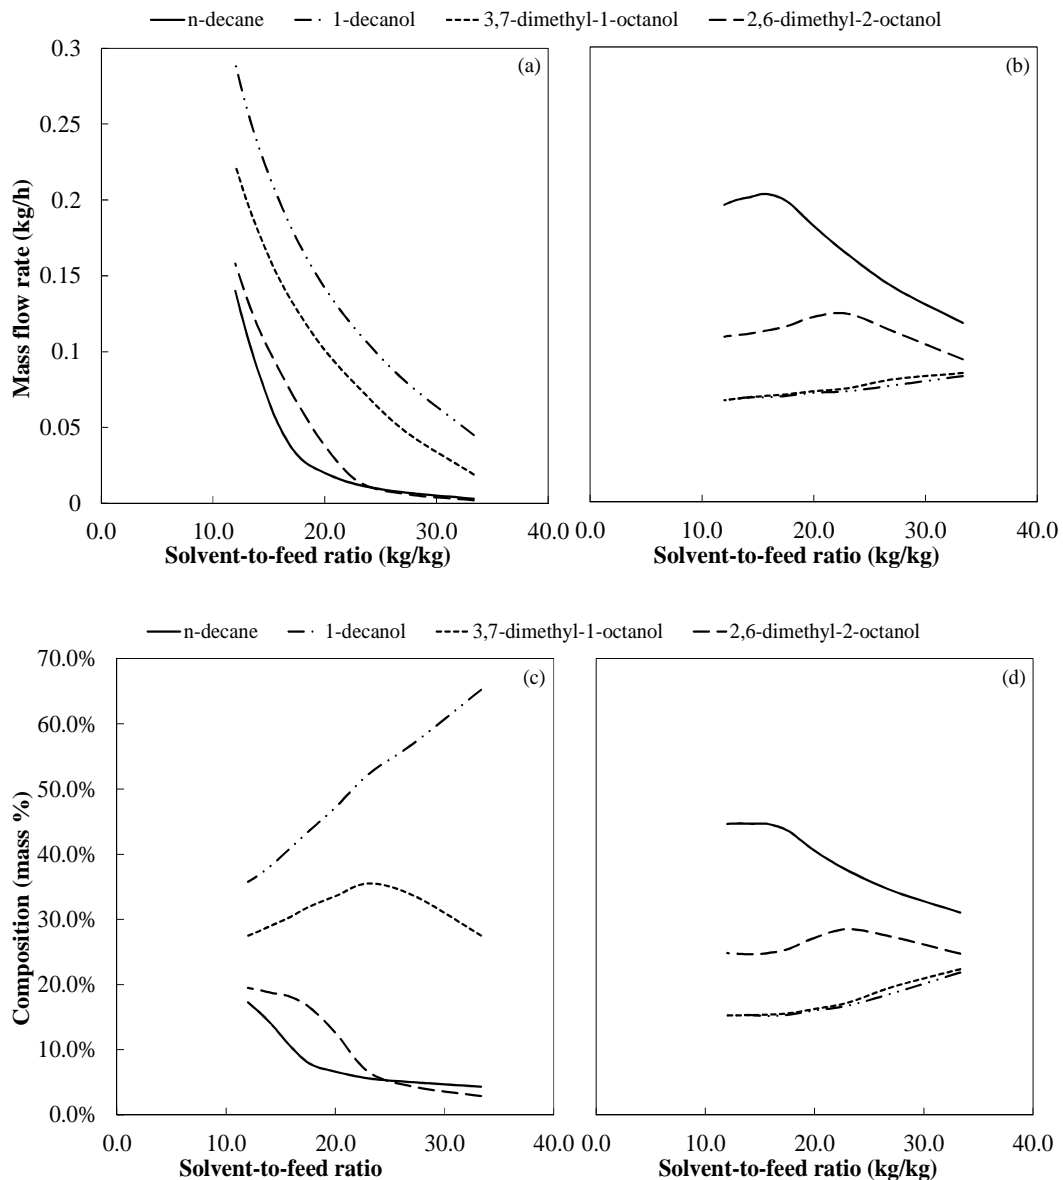 n-decane 1-decanol 3,7-dimethyl-1-octanol 2,6-dimethyl-2-octanol
(a)
Mass flow rate (kg/h)
0.3
0.25
0.2
0.15
0.1
0.05
0
0.0 10.0 20.0 30.0 40.0
Solvent-to-feed ratio (kg/kg)
(b)
0.0 10.0 20.0 30.0 40.0
Solvent-to-feed ratio (kg/kg)
n-decane 1-decanol 3,7-dimethyl-1-octanol 2,6-dimethyl-2-octanol
(c)
Composition (mass %)
70.0%
60.0%
50.0%
40.0%
30.0%
20.0%
10.0%
0.0%
0.0 10.0 20.0 30.0 40.0
Solvent-to-feed ratio
(d)
0.0 10.0 20.0 30.0 40.0
Solvent-to-feed ratio (kg/kg)